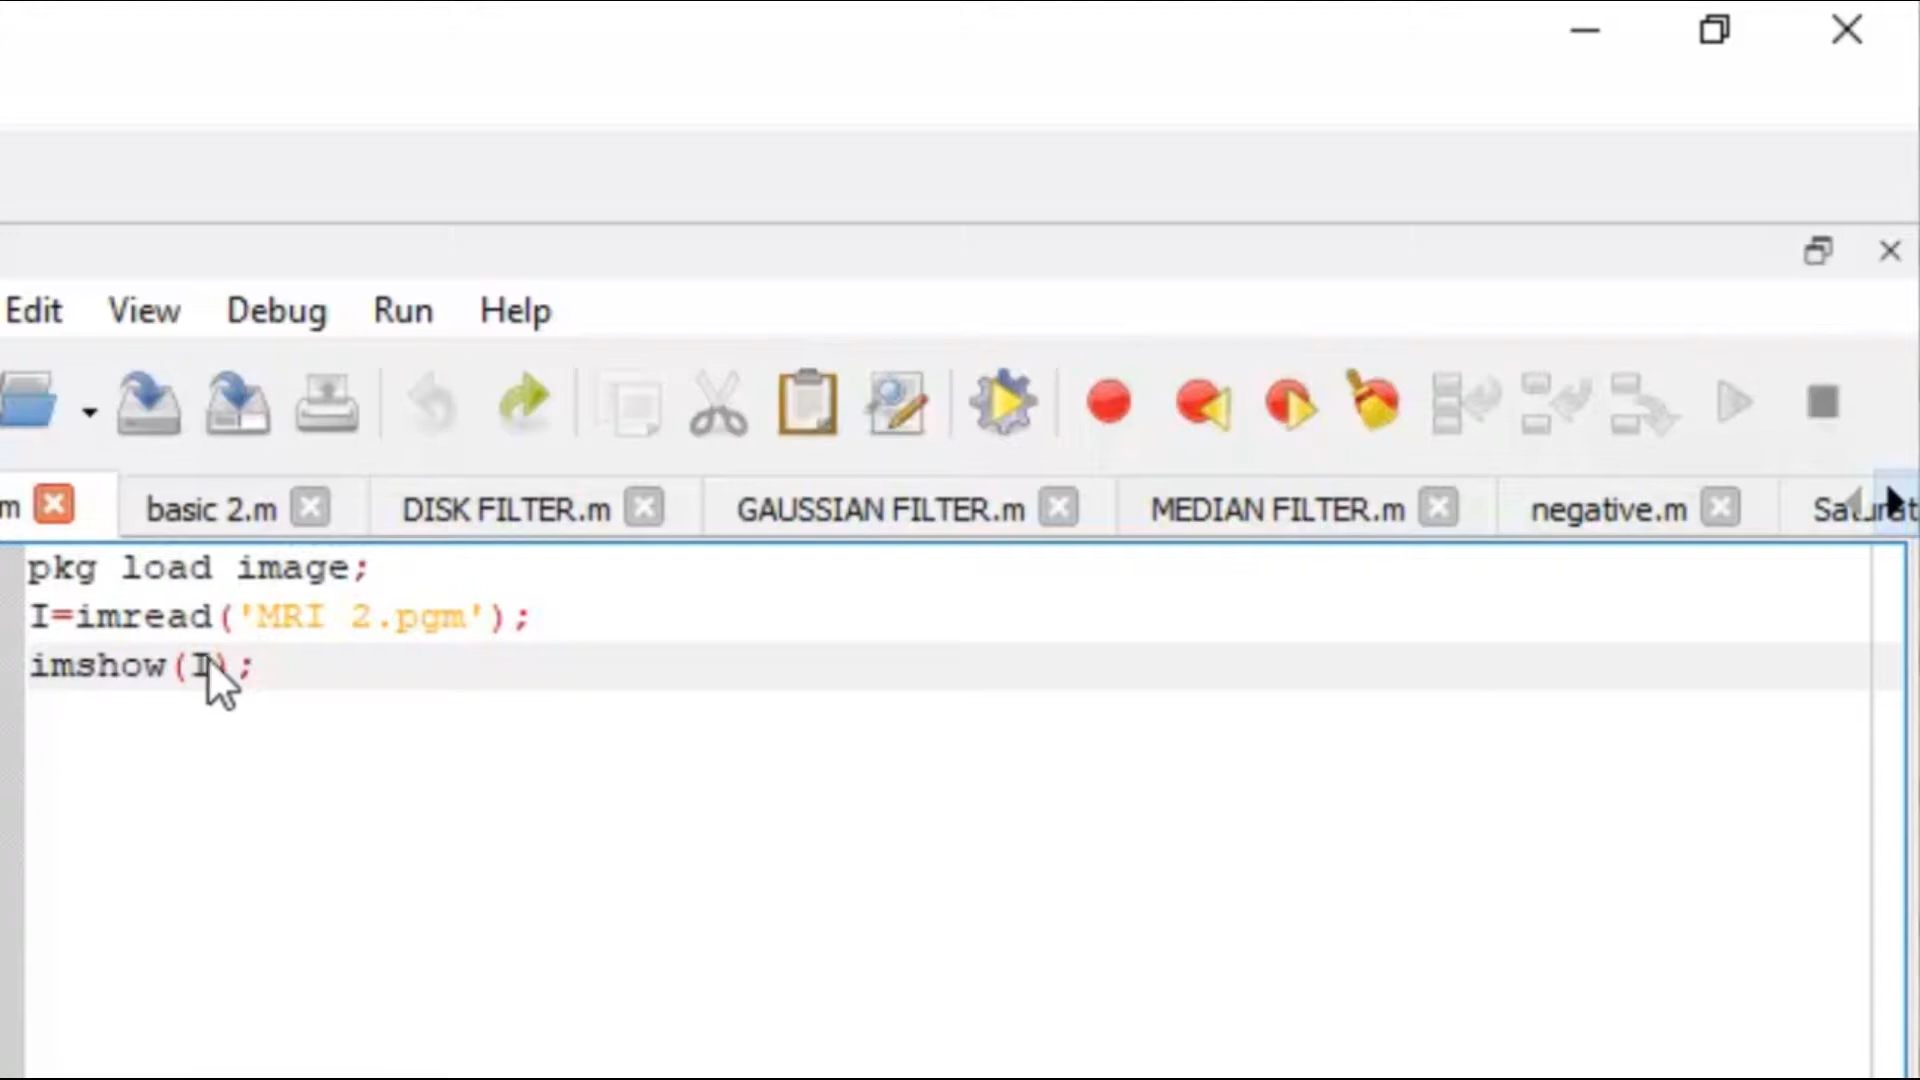 Edit View Debug Run Help
m basic 2.m DISK FILTER.m GAUSSIAN FILTER.m MEDIAN FILTER.m negative.m
pkg load image;
I=imread('MRI 2.pgm');
imshow(I);